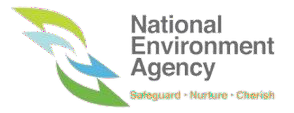 National
Environment
Agency
Safeguard · Nurture · Cherish